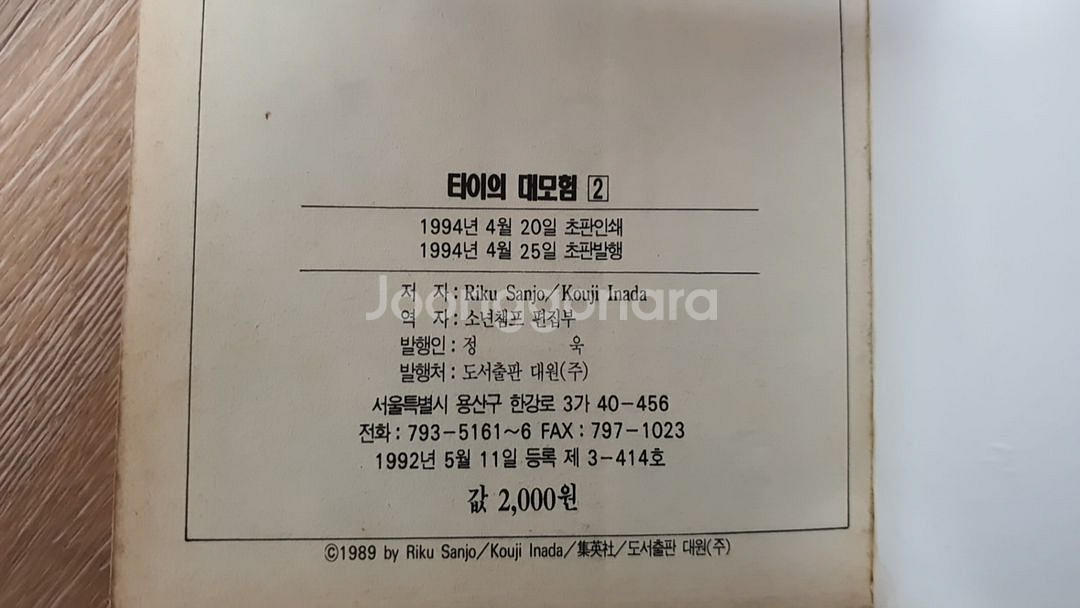 타이의 대모험 2
1994년 4월 20일 초판인쇄
1994년 4월 25일 초판발행
저 자 : Riku Sanjo/Kouji Inada
Joonggonara
역 자 : 소년챔프 편집부
발행인 : 정 욱
발행처 : 도서출판 대원(주)
서울특별시 용산구 한강로 3가 40-456
전화 : 793-5161~6 FAX : 797-1023
1992년 5월 11일 등록 제 3-414호
값 2,000원
©1989 by Riku Sanjo/Kouji Inada/集英社/도서출판 대원(주)